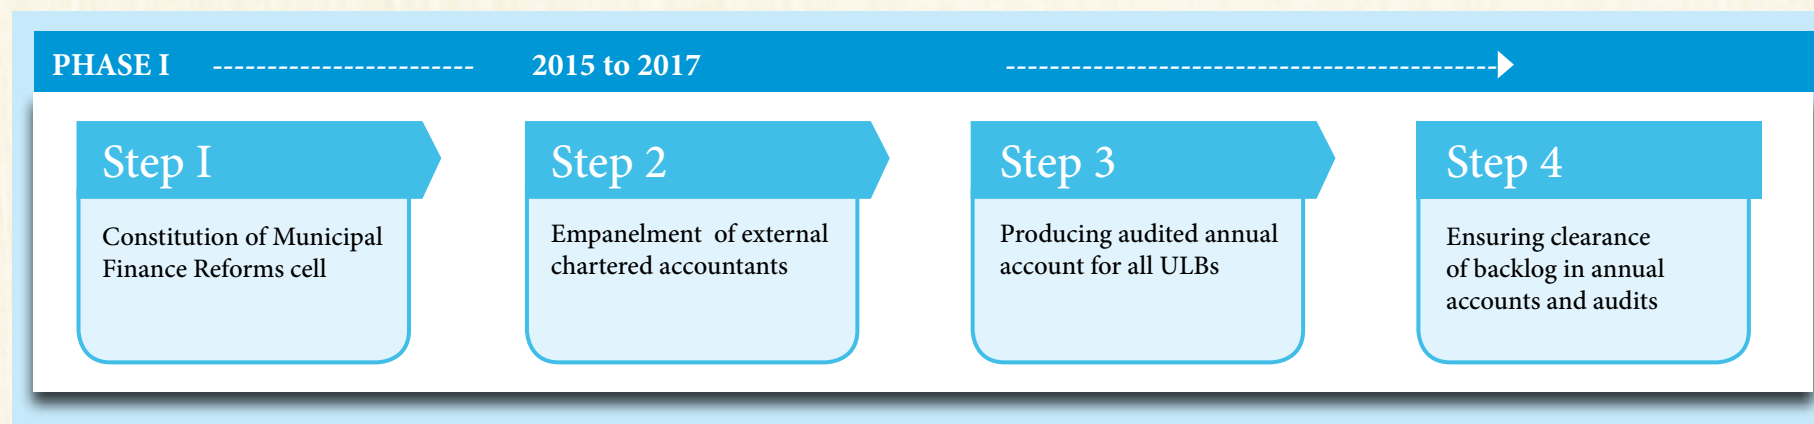 PHASE I ------------------------ 2015 to 2017 ---------------------------------------------
Step I
Constitution of Municipal
Finance Reforms cell
Step 2
Empanelment of external
chartered accountants
Step 3
Producing audited annual
account for all ULBs
Step 4
Ensuring clearance
of backlog in annual
accounts and audits